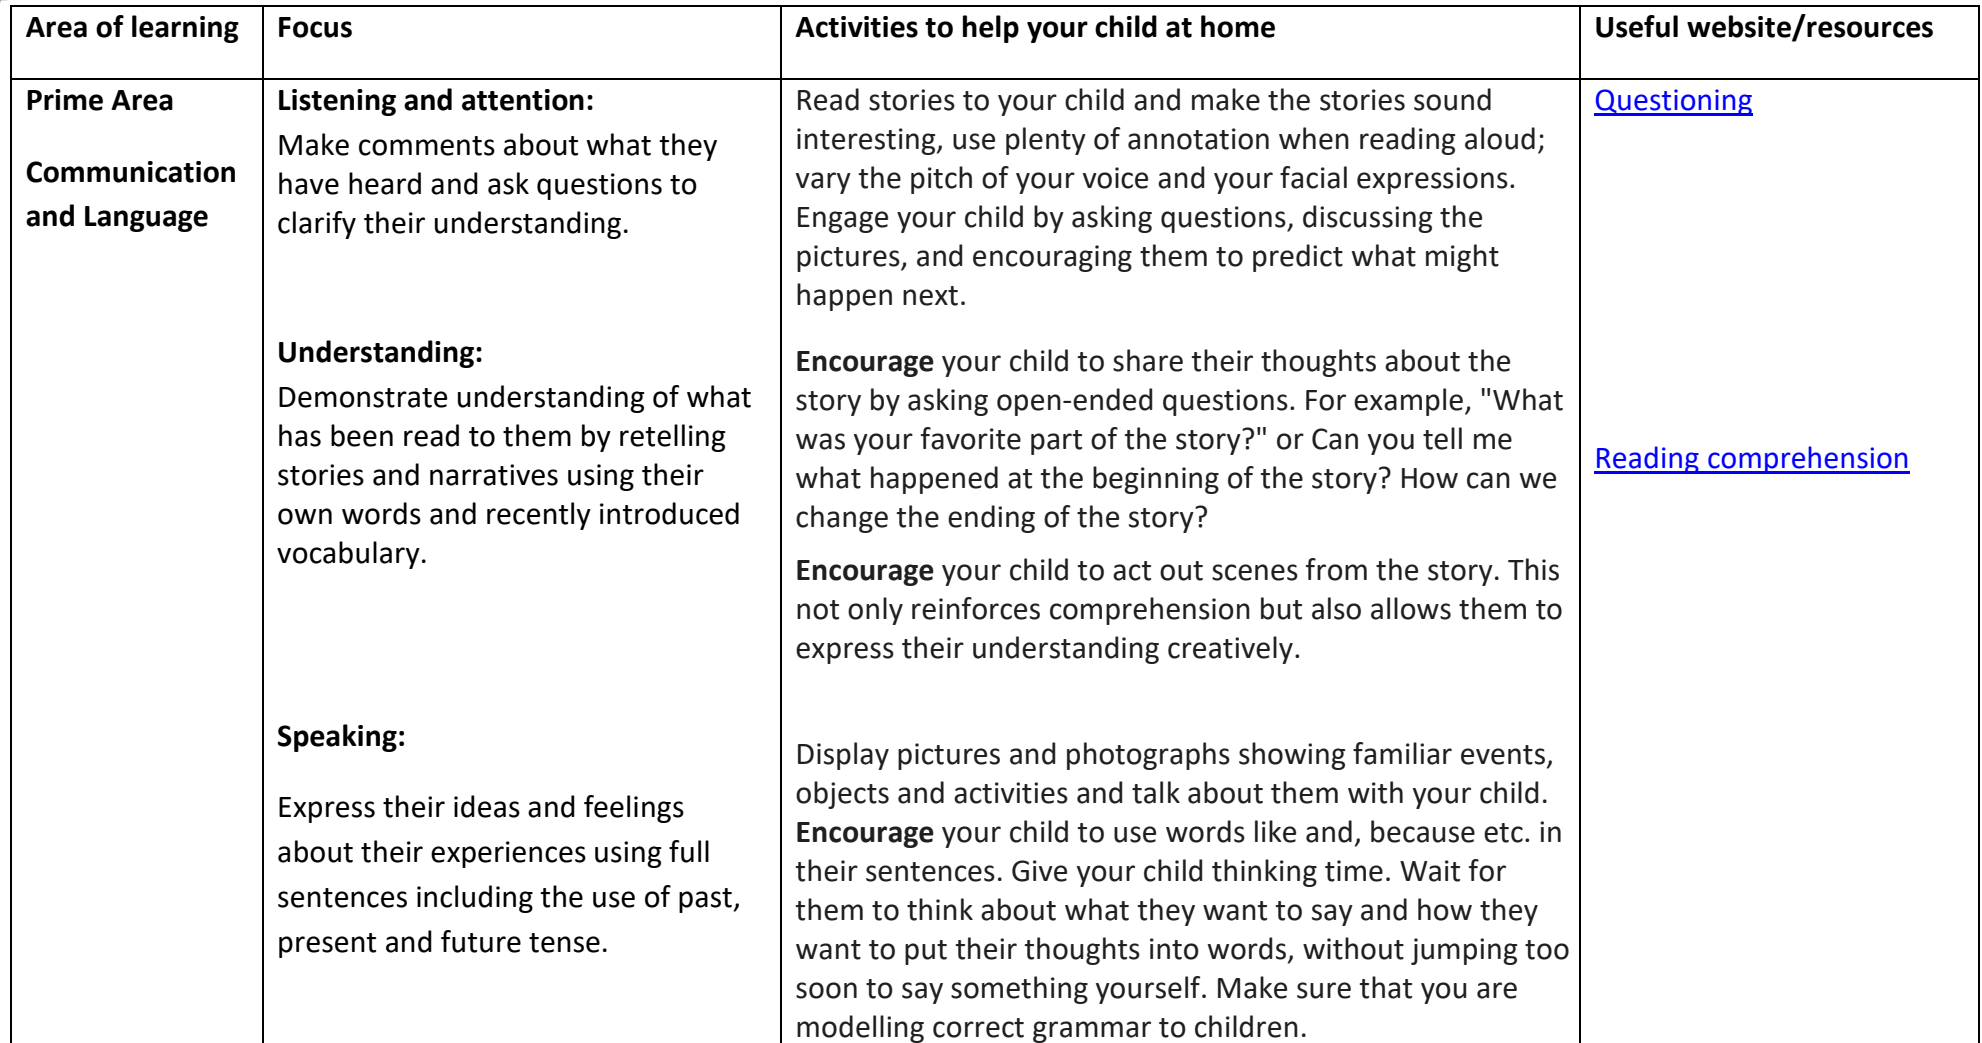 Area of learning
Focus
Activities to help your child at home
Useful website/resources
Prime Area
Communication
and Language
Listening and attention:
Make comments about what they
have heard and ask questions to
clarify their understanding.
Understanding:
Demonstrate understanding of what
has been read to them by retelling
stories and narratives using their
own words and recently introduced
vocabulary.
Speaking:
Express their ideas and feelings
about their experiences using full
sentences including the use of past,
present and future tense.
Read stories to your child and make the stories sound
interesting, use plenty of annotation when reading aloud;
vary the pitch of your voice and your facial expressions.
Engage your child by asking questions, discussing the
pictures, and encouraging them to predict what might
happen next.
Encourage your child to share their thoughts about the
story by asking open-ended questions. For example, "What
was your favorite part of the story?" or Can you tell me
what happened at the beginning of the story? How can we
change the ending of the story?
Encourage your child to act out scenes from the story. This
not only reinforces comprehension but also allows them to
express their understanding creatively.
Display pictures and photographs showing familiar events,
objects and activities and talk about them with your child.
Encourage your child to use words like and, because etc. in
their sentences. Give your child thinking time. Wait for
them to think about what they want to say and how they
want to put their thoughts into words, without jumping too
soon to say something yourself. Make sure that you are
modelling correct grammar to children.
Questioning
Reading comprehension